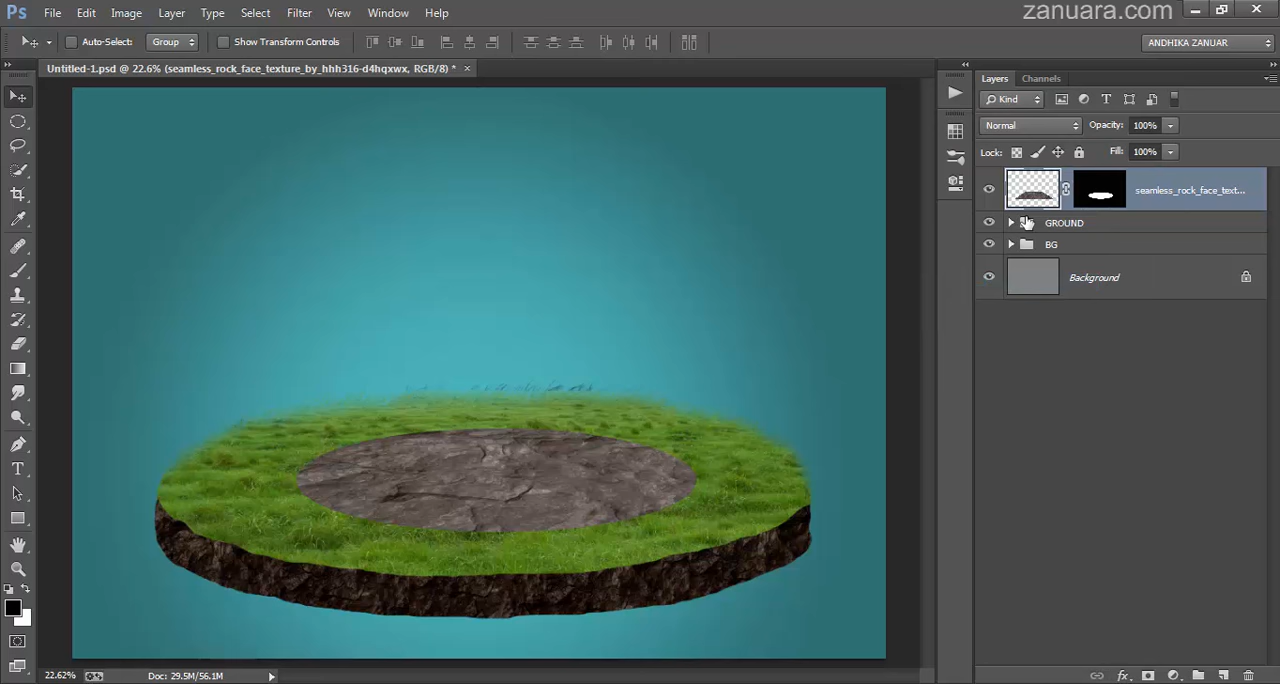 zanuara.com
Ps File Edit Image Layer Type Select Filter View Window Help
Auto-Select: Group Show Transform Controls ANDHIKA ZANUAR
Untitled-1.psd @ 22.6% (seamless_rock_face_texture_by_hhh316-d4hqxwx, RGB/8) * ×
Layers Channels
Kind
Normal Opacity: 100%
Lock: Fill: 100%
seamless_rock_face_text...
GROUND
BG
Background
22.62% Doc: 29.5M/56.1M